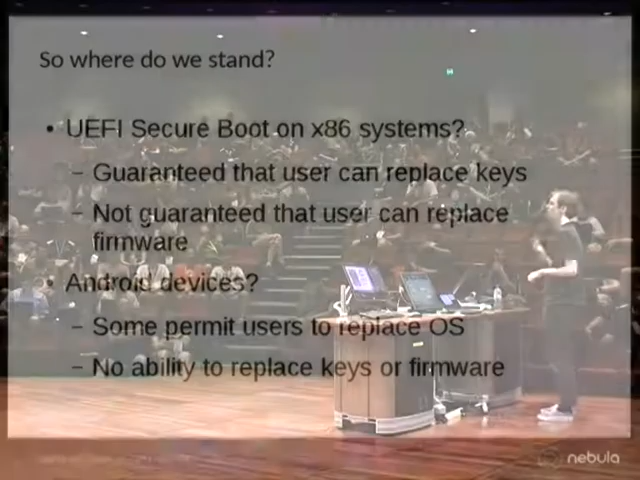 So where do we stand?
• UEFI Secure Boot on x86 systems?
– Guaranteed that user can replace keys
– Not guaranteed that user can replace
firmware
• Android devices?
– Some permit users to replace OS
– No ability to replace keys or firmware
nebula